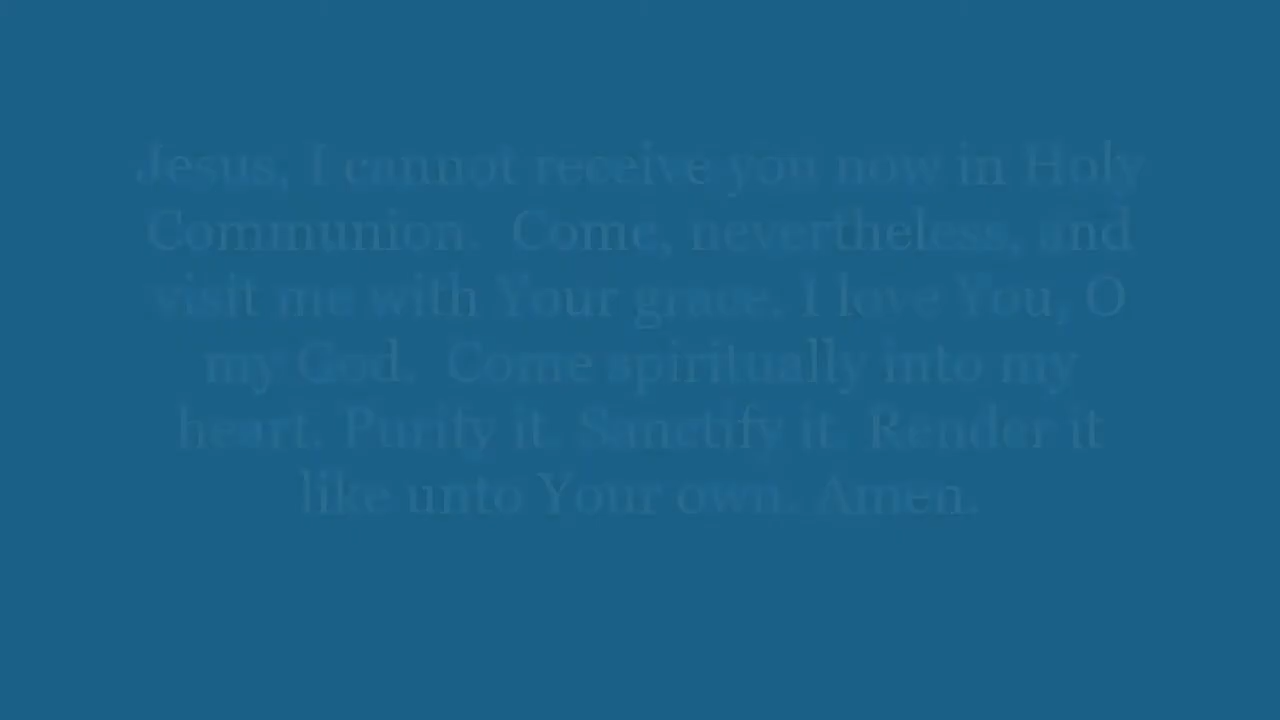 Jesus, I cannot receive you now in Holy
Communion. Come, nevertheless, and
visit me with Your grace. I love You, O
my God. Come spiritually into my
heart. Purify it. Sanctify it. Render it
like unto Your own. Amen.